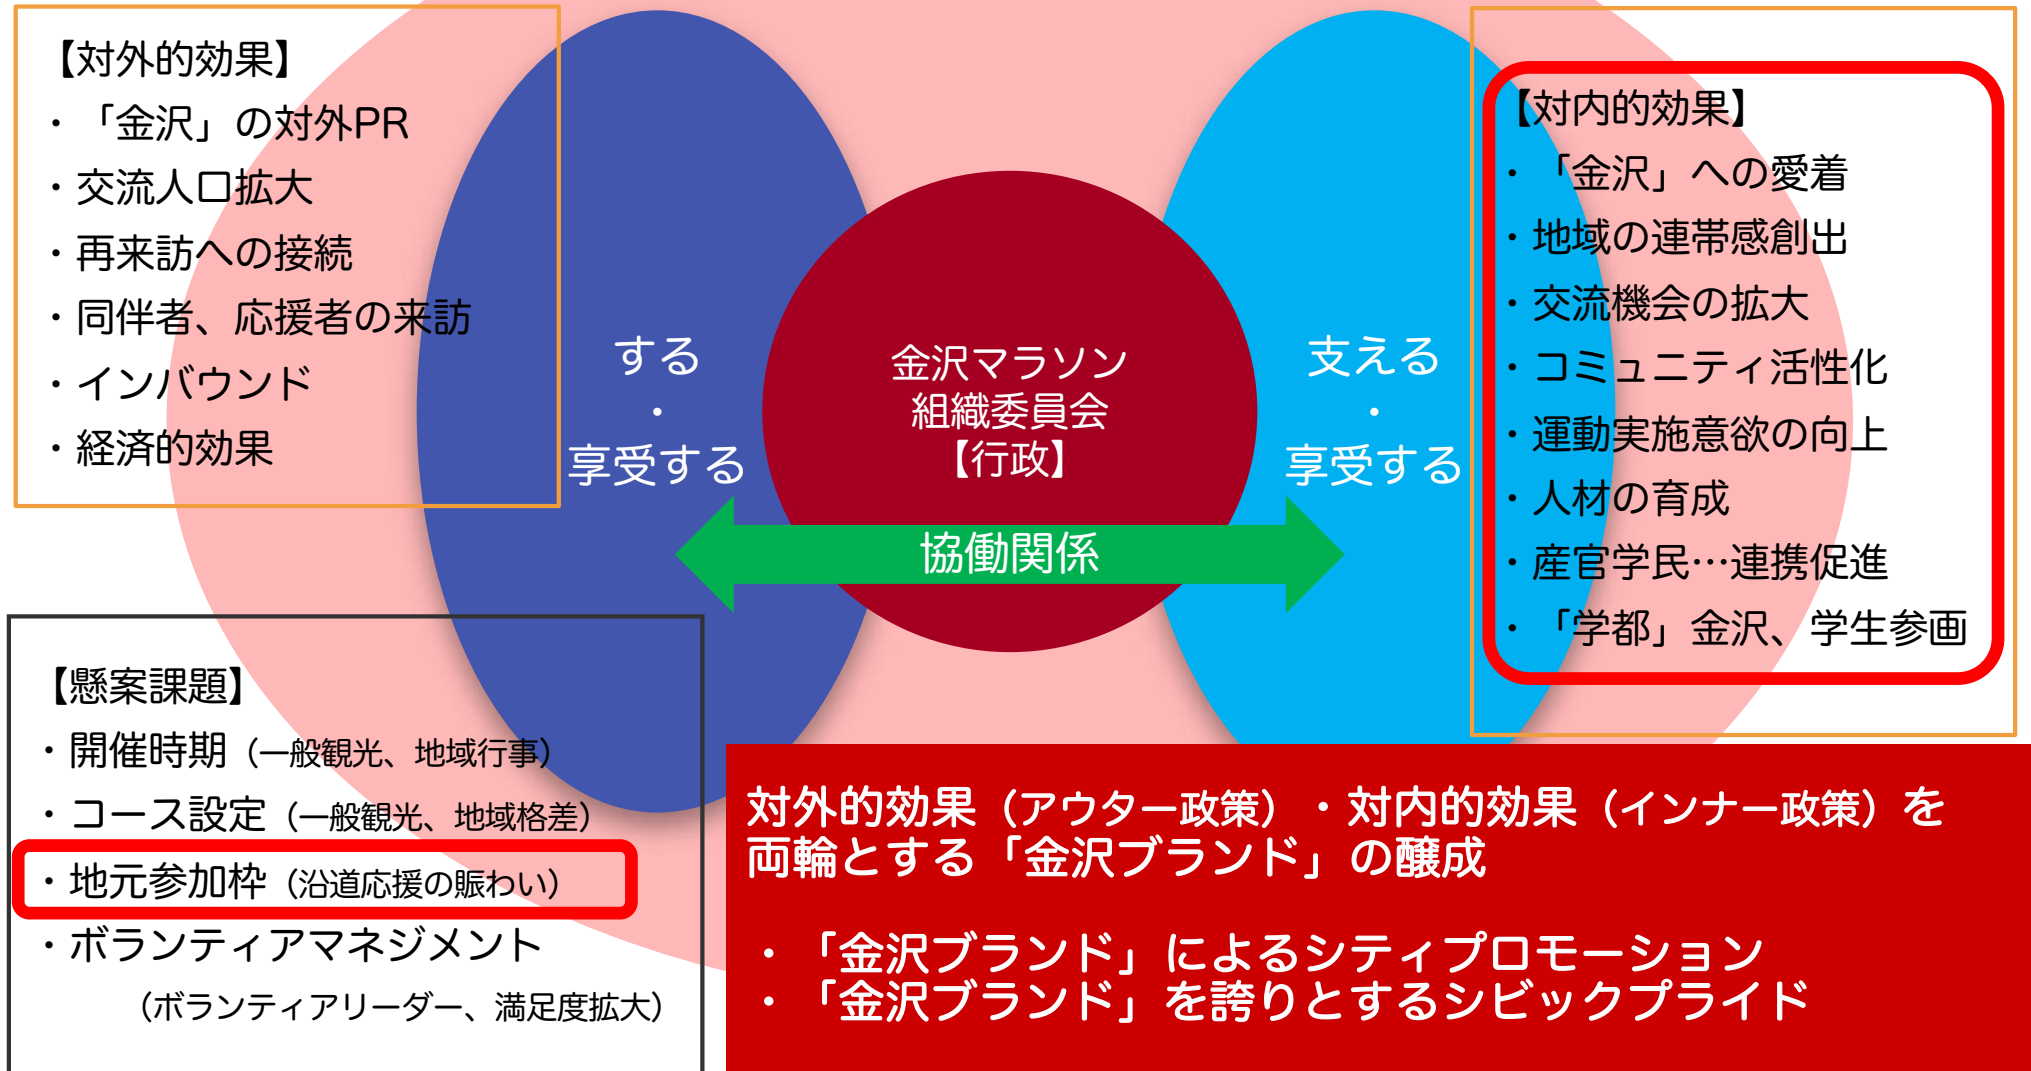 【対外的効果】
・「金沢」の対外PR
・交流人口拡大
・再来訪への接続
・同伴者、応援者の来訪
・インバウンド
・経済的効果
する
・
享受する
金沢マラソン
組織委員会
【行政】
支える
・
享受する
協働関係
【対内的効果】
・「金沢」への愛着
・地域の連帯感創出
・交流機会の拡大
・コミュニティ活性化
・運動実施意欲の向上
・人材の育成
・産官学民…連携促進
・「学都」金沢、学生参画
【懸案課題】
・開催時期（一般観光、地域行事）
・コース設定（一般観光、地域格差）
・地元参加枠（沿道応援の賑わい）
・ボランティアマネジメント
（ボランティアリーダー、満足度拡大）
対外的効果（アウター政策）・対内的効果（インナー政策）を
両輪とする「金沢ブランド」の醸成
・「金沢ブランド」によるシティプロモーション
・「金沢ブランド」を誇りとするシビックプライド